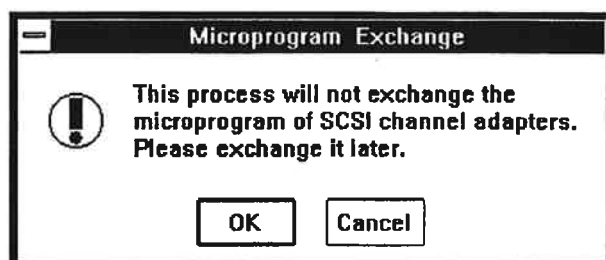 Microprogram Exchange
This process will not exchange the
microprogram of SCSI channel adapters.
Please exchange it later.
OK
Cancel